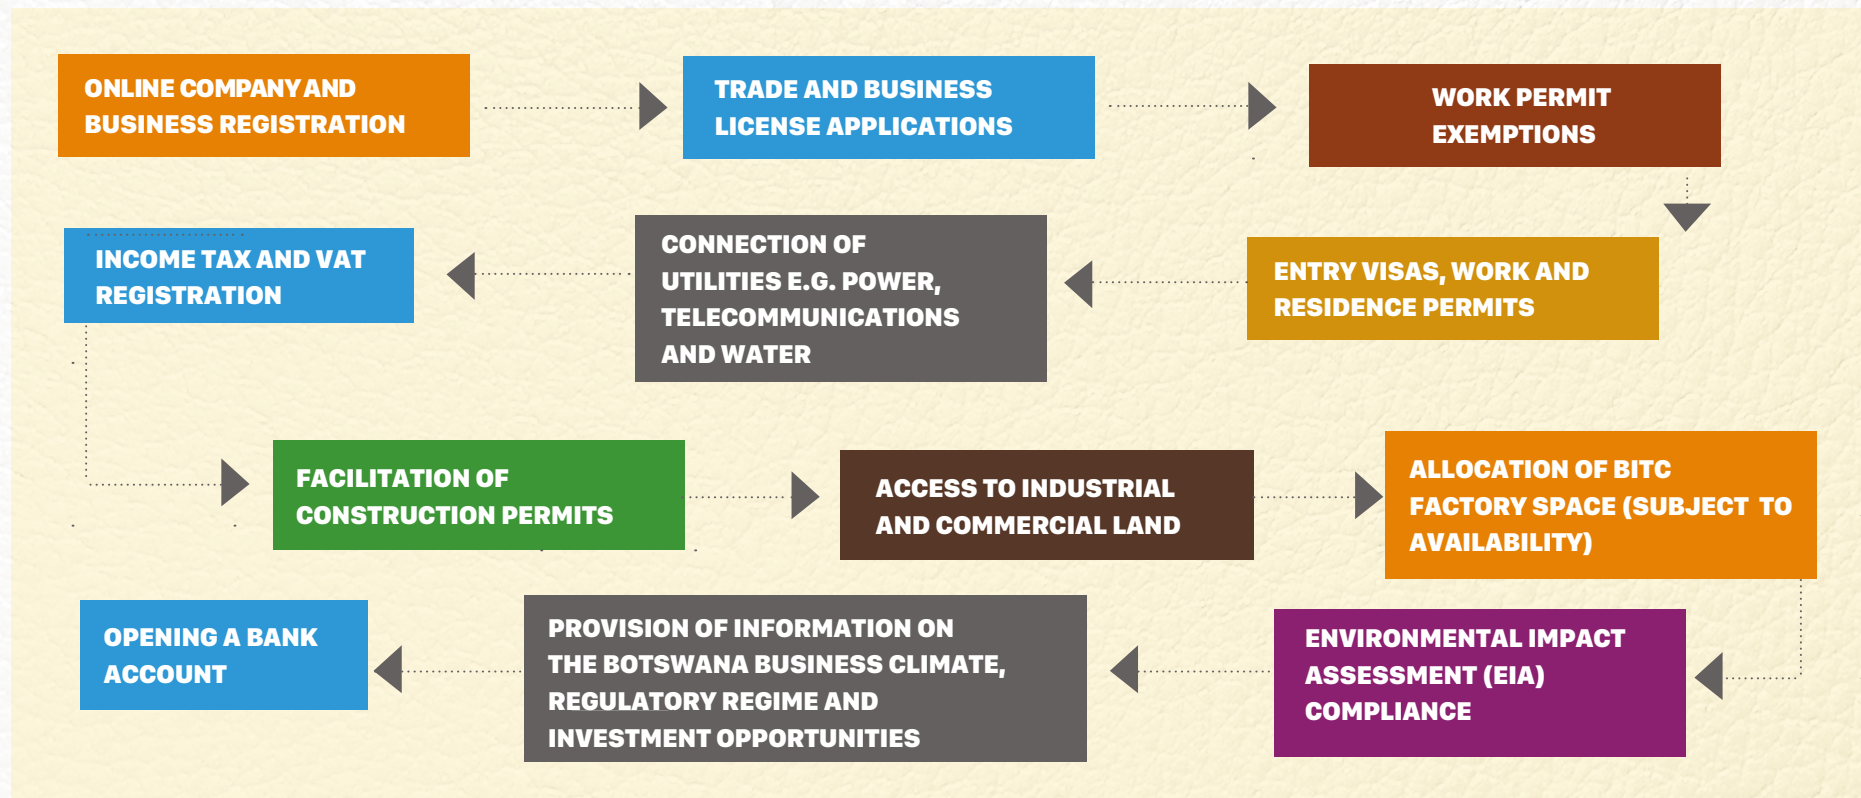 ONLINE COMPANY AND
BUSINESS REGISTRATION
TRADE AND BUSINESS
LICENSE APPLICATIONS
WORK PERMIT
EXEMPTIONS
ENTRY VISAS, WORK AND
RESIDENCE PERMITS
CONNECTION OF
UTILITIES E.G. POWER,
TELECOMMUNICATIONS
AND WATER
INCOME TAX AND VAT
REGISTRATION
FACILITATION OF
CONSTRUCTION PERMITS
ACCESS TO INDUSTRIAL
AND COMMERCIAL LAND
ALLOCATION OF BITC
FACTORY SPACE (SUBJECT TO
AVAILABILITY)
ENVIRONMENTAL IMPACT
ASSESSMENT (EIA)
COMPLIANCE
PROVISION OF INFORMATION ON
THE BOTSWANA BUSINESS CLIMATE,
REGULATORY REGIME AND
INVESTMENT OPPORTUNITIES
OPENING A BANK
ACCOUNT